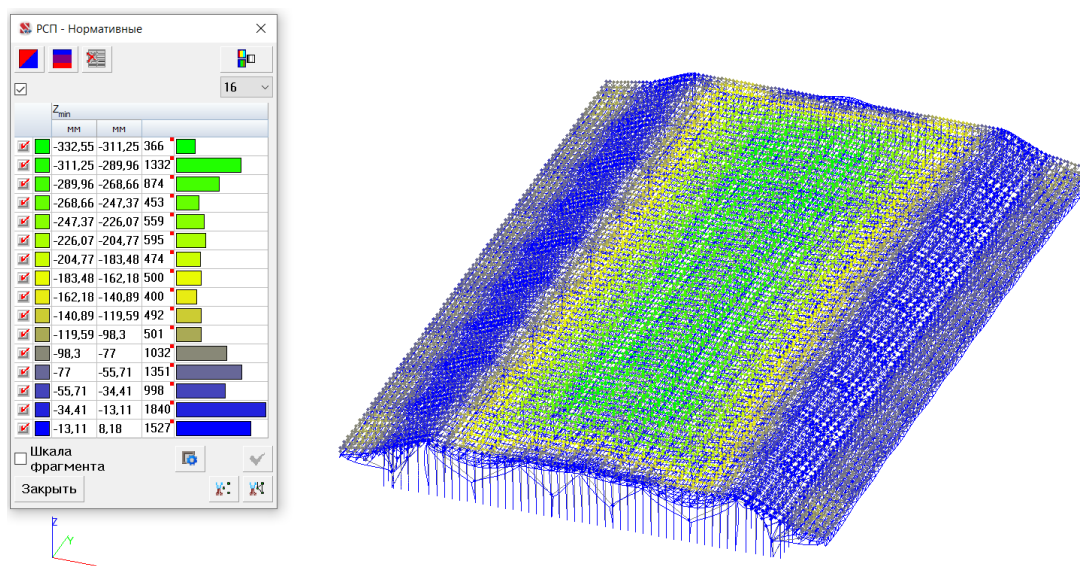 РСП - Нормативные
16
Zmin
мм мм
-332,55 -311,25 366
-311,25 -289,96 1332
-289,96 -268,66 874
-268,66 -247,37 453
-247,37 -226,07 559
-226,07 -204,77 595
-204,77 -183,48 474
-183,48 -162,18 500
-162,18 -140,89 400
-140,89 -119,59 492
-119,59 -98,3 501
-98,3 -77 1032
-77 -55,71 1351
-55,71 -34,41 998
-34,41 -13,11 1840
-13,11 8,18 1527
Шкала
фрагмента
Закрыть
Z
Y